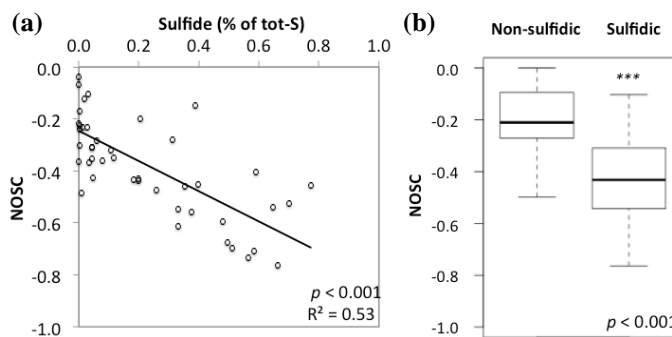 (a)
Sulfide (% of tot-S)
0.0 0.2 0.4 0.6 0.8 1.0
0.0
-0.2
-0.4
-0.6
-0.8
-1.0
NOSC
p < 0.001
R² = 0.53
(b)
Non-sulfidic Sulfidic
***
0.0
-0.2
-0.4
-0.6
-0.8
-1.0
NOSC
p < 0.001